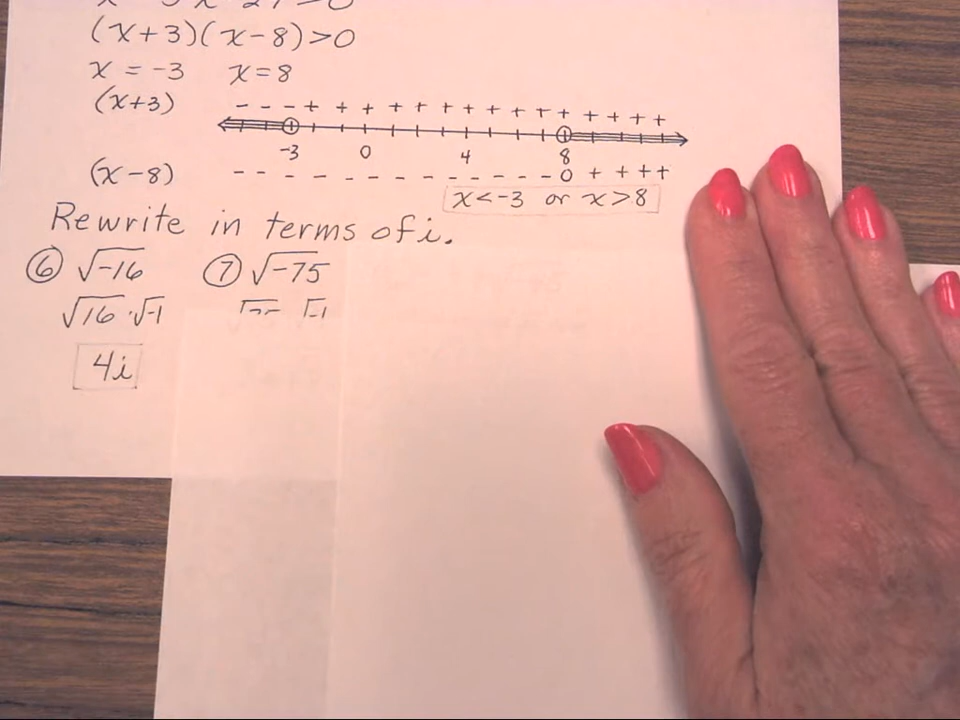 (x+3)(x-8)>0
x = -3 x=8
(x+3) - - - + + + + + + + + + + + + + + +
-3 0 4 8
(x-8) - - - - - - - - - - - - - - 0 + + + +
x<-3 or x>8
Rewrite in terms of i.
⑥ √-16 ⑦ √-75
√16 · √-1
4i